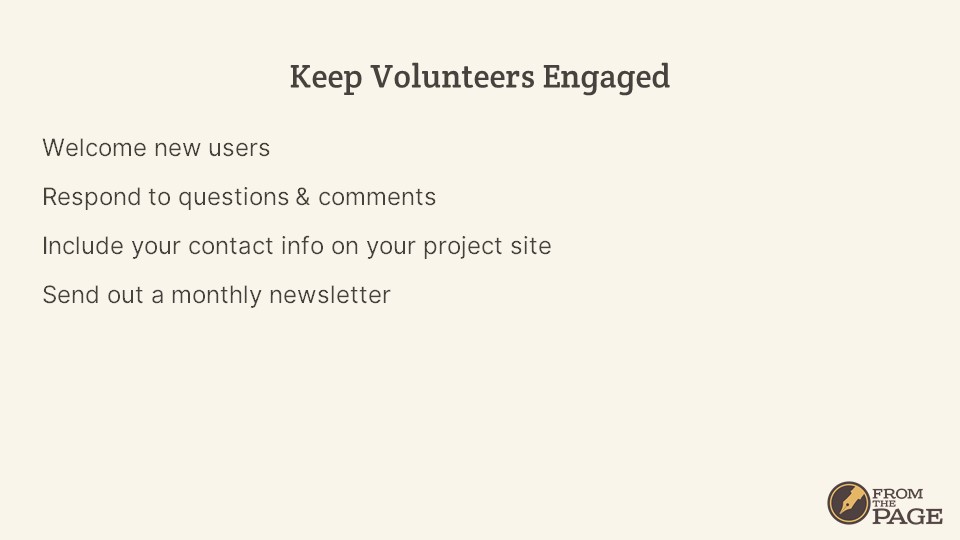 Keep Volunteers Engaged
Welcome new users
Respond to questions & comments
Include your contact info on your project site
Send out a monthly newsletter
FROM
THE
PAGE